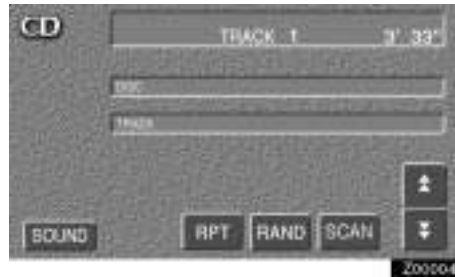 CD
TRACK 1 3' 33"
DISC
TRACK
SOUND RPT RAND SCAN